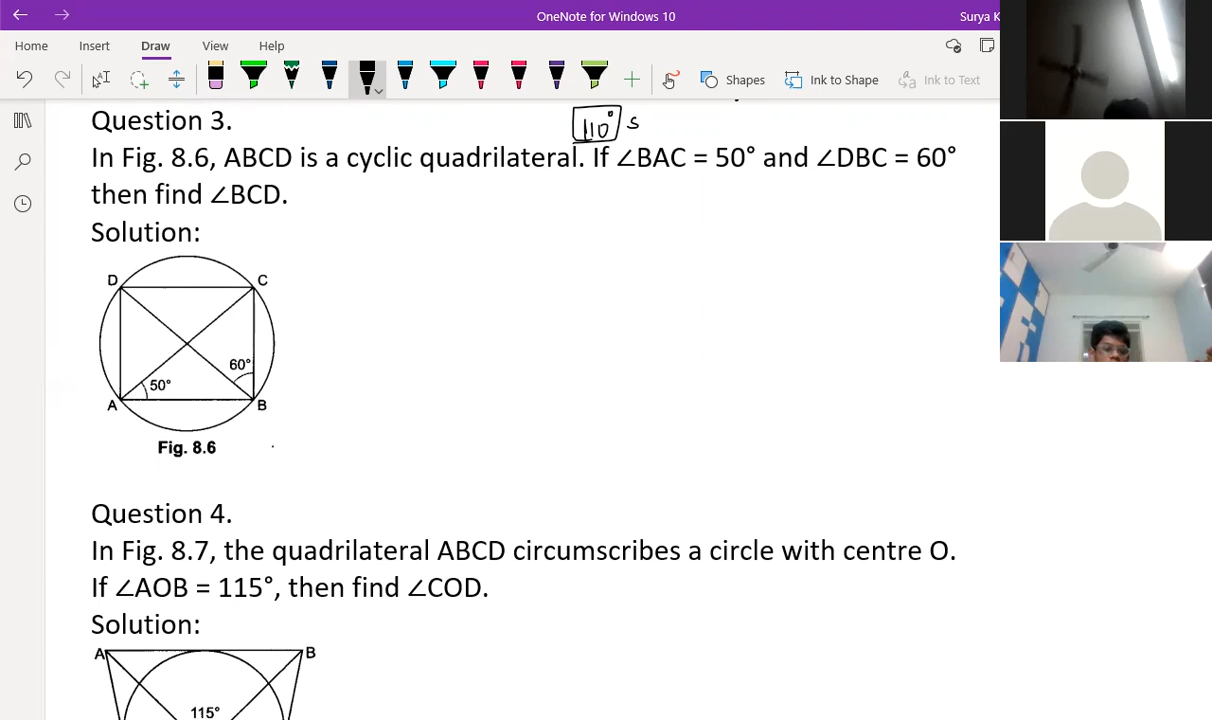 OneNote for Windows 10
Surya K
Home Insert Draw View Help
Shapes Ink to Shape Ink to Text
Question 3.
110° s
In Fig. 8.6, ABCD is a cyclic quadrilateral. If ∠BAC = 50° and ∠DBC = 60°
then find ∠BCD.
Solution:
D C
60°
50°
A B
Fig. 8.6
Question 4.
In Fig. 8.7, the quadrilateral ABCD circumscribes a circle with centre O.
If ∠AOB = 115°, then find ∠COD.
Solution:
A B
115°